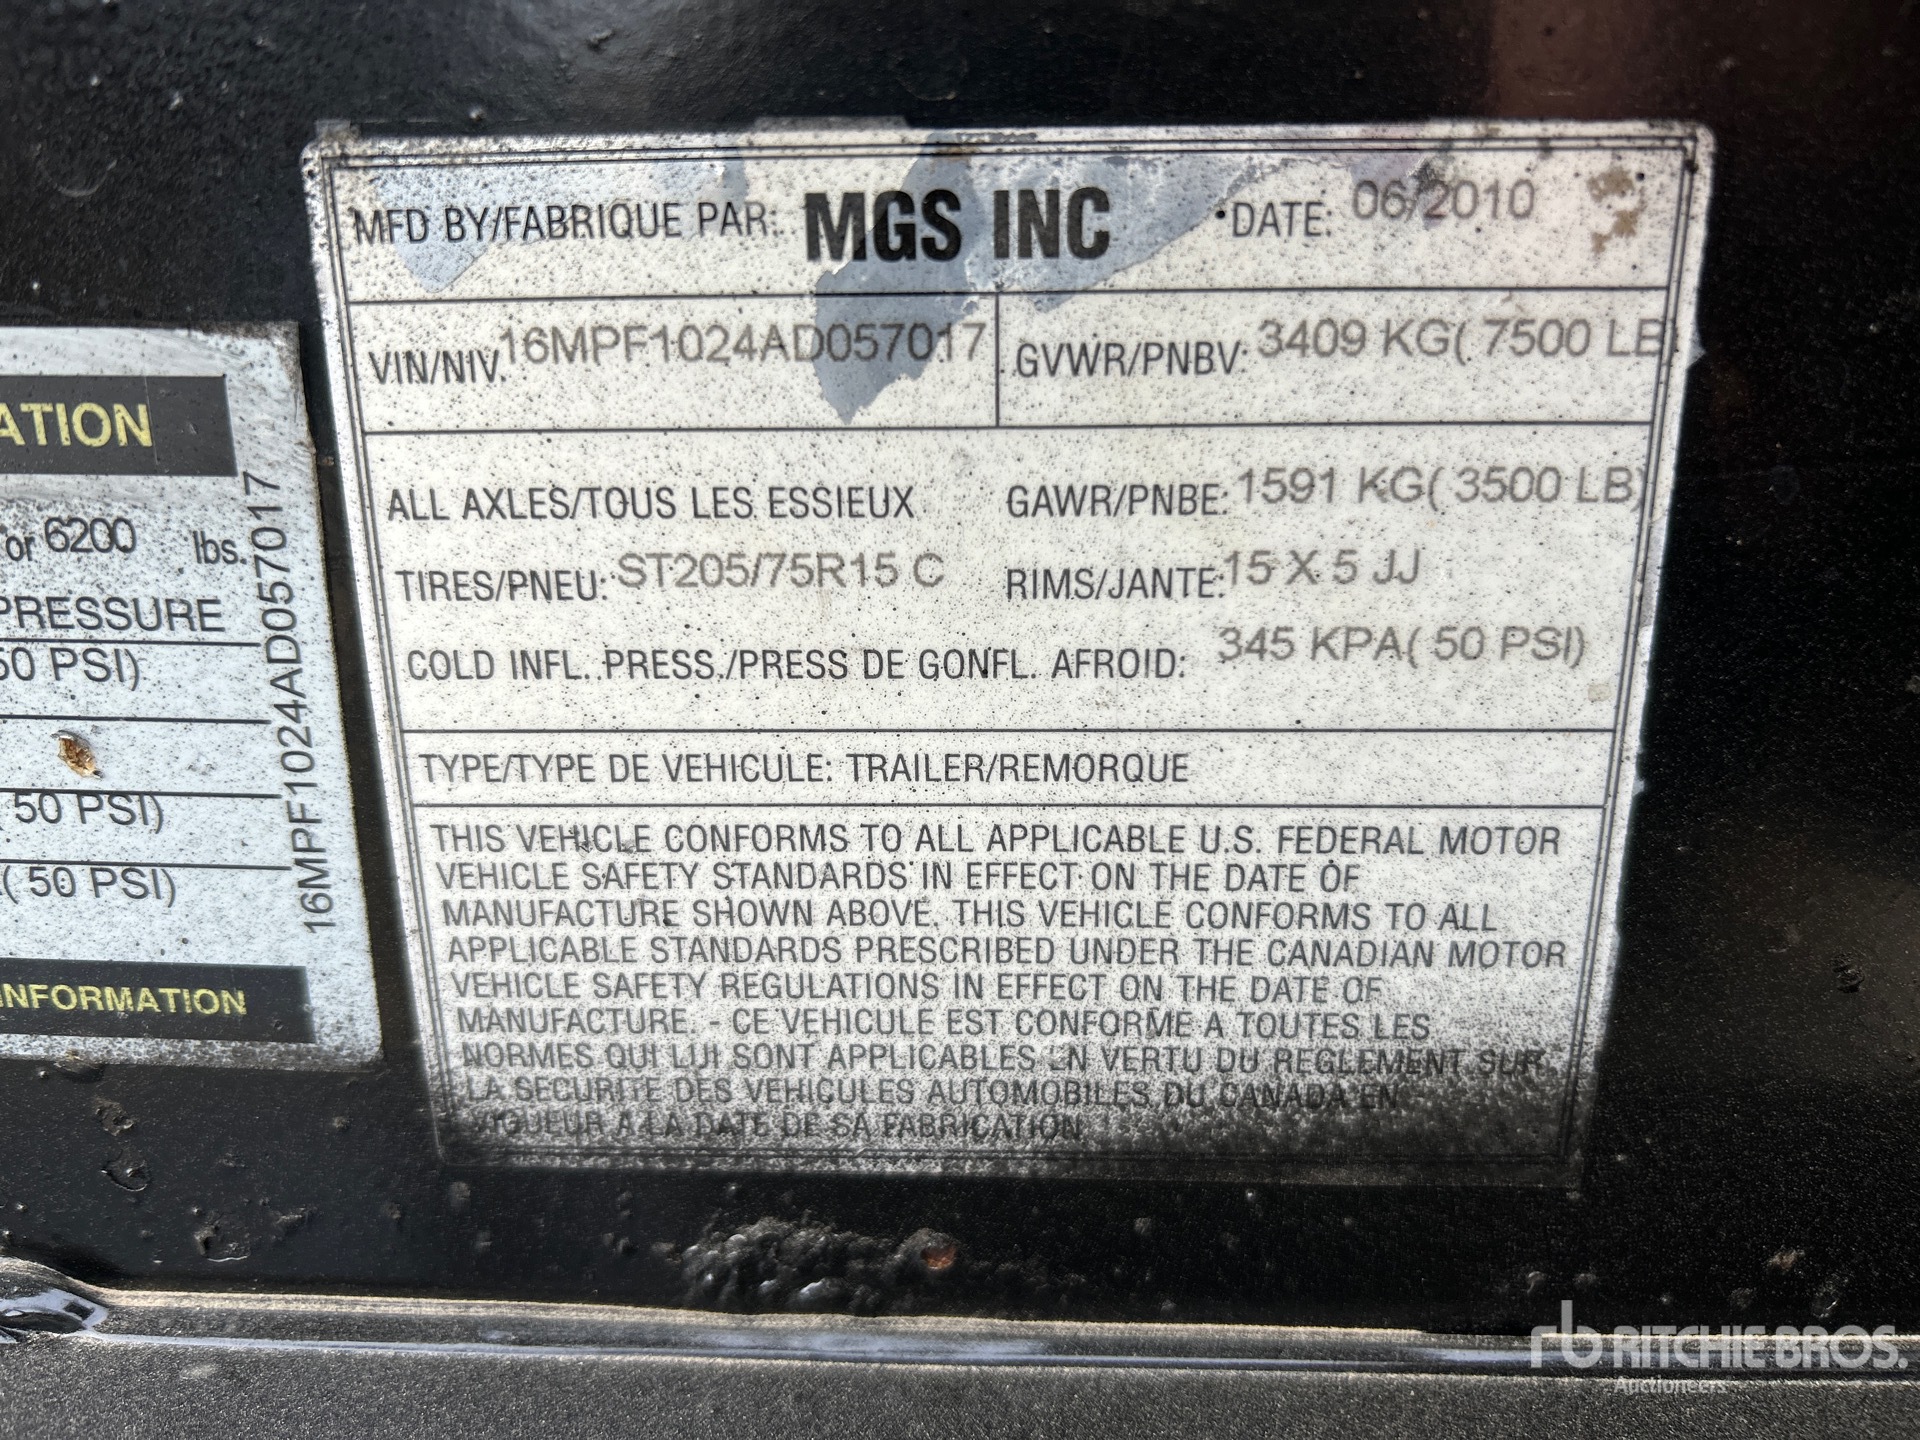 ATION
or 6200 lbs.
PRESSURE
50 PSI)
( 50 PSI)
( 50 PSI)
INFORMATION
16MPF1024AD057017
MFD BY/FABRIQUE PAR: MGS INC DATE: 06/2010
VIN/NIV: 16MPF1024AD057017 GVWR/PNBV: 3409 KG( 7500 LB)
ALL AXLES/TOUS LES ESSIEUX GAWR/PNBE: 1591 KG( 3500 LB)
TIRES/PNEU: ST205/75R15 C RIMS/JANTE: 15 X 5 JJ
COLD INFL. PRESS./PRESS DE GONFL. AFROID: 345 KPA( 50 PSI)
TYPE/TYPE DE VEHICULE: TRAILER/REMORQUE
THIS VEHICLE CONFORMS TO ALL APPLICABLE U.S. FEDERAL MOTOR
VEHICLE SAFETY STANDARDS IN EFFECT ON THE DATE OF
MANUFACTURE SHOWN ABOVE. THIS VEHICLE CONFORMS TO ALL
APPLICABLE STANDARDS PRESCRIBED UNDER THE CANADIAN MOTOR
VEHICLE SAFETY REGULATIONS IN EFFECT ON THE DATE OF
MANUFACTURE. - CE VEHICULE EST CONFORME A TOUTES LES
NORMES QUI LUI SONT APPLICABLES EN VERTU DU REGLEMENT SUR
LA SECURITE DES VEHICULES AUTOMOBILES DU CANADA EN
VIGUEUR A LA DATE DE SA FABRICATION
rb RITCHIE BROS.
Auctioneers